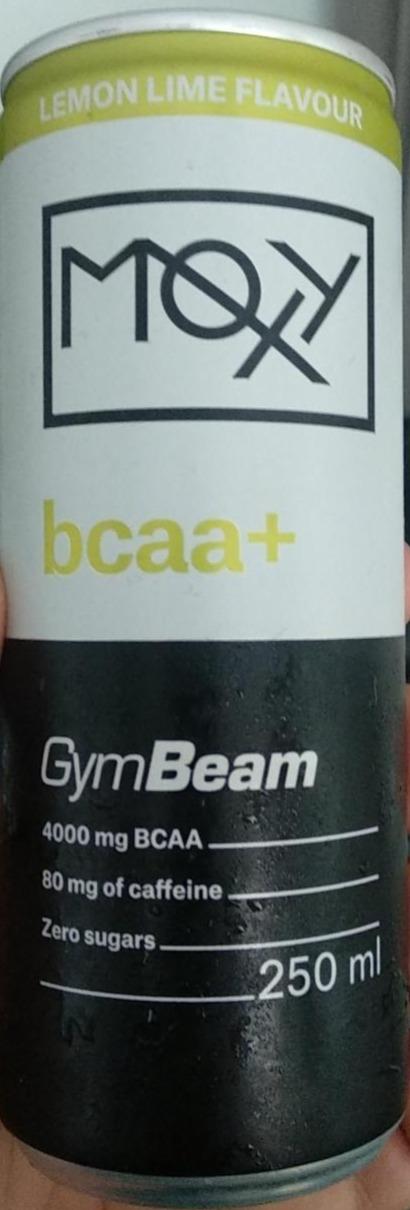 LEMON LIME FLAVOUR
MOXY
bcaa+
GymBeam
4000 mg BCAA
80 mg of caffeine
Zero sugars
250 ml